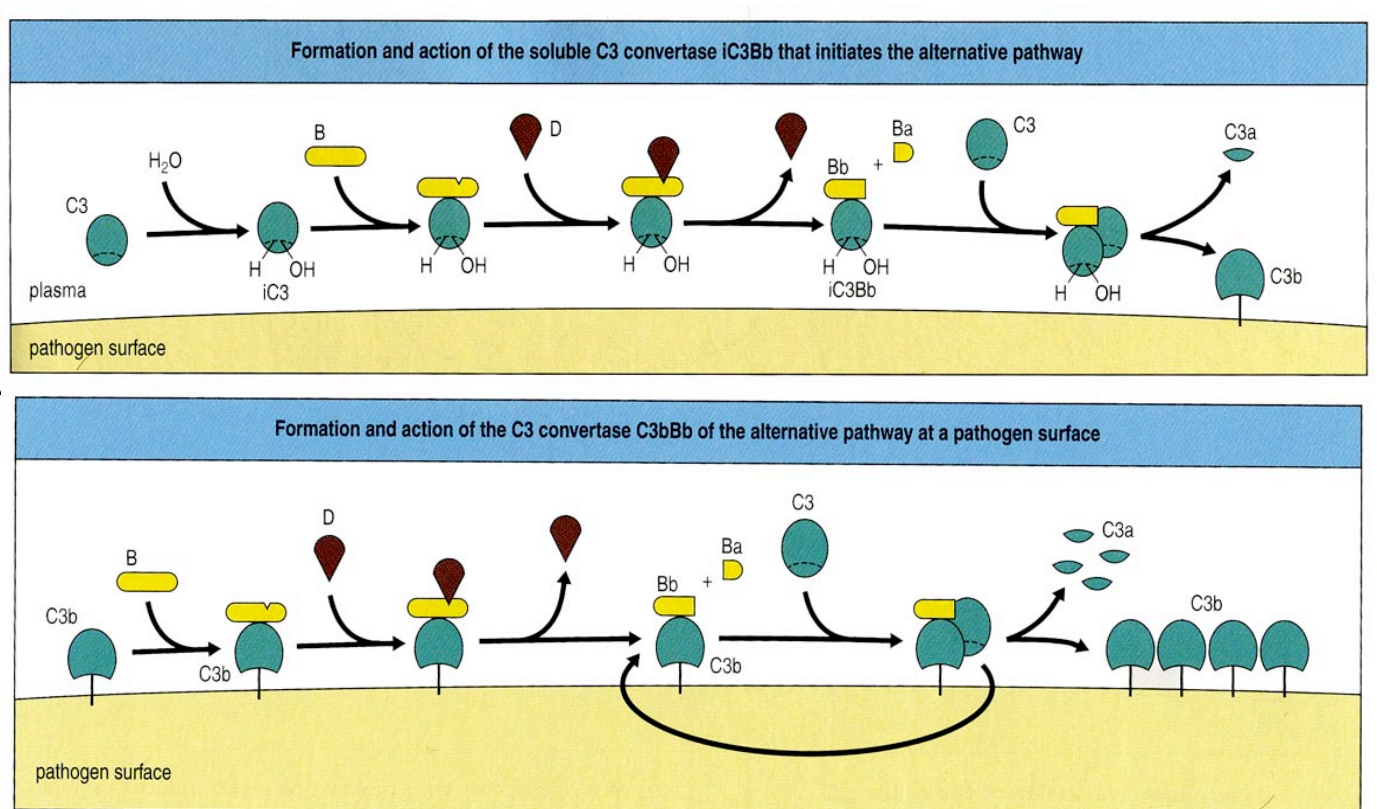 Formation and action of the soluble C3 convertase iC3Bb that initiates the alternative pathway
C3
H₂O
H OH
iC3
B
H OH
D
H OH
Bb + Ba
H OH
iC3Bb
C3
H OH
C3a
C3b
plasma
pathogen surface
Formation and action of the C3 convertase C3bBb of the alternative pathway at a pathogen surface
C3b
B
C3b
D
Bb + Ba
C3b
C3
C3a
C3b
pathogen surface